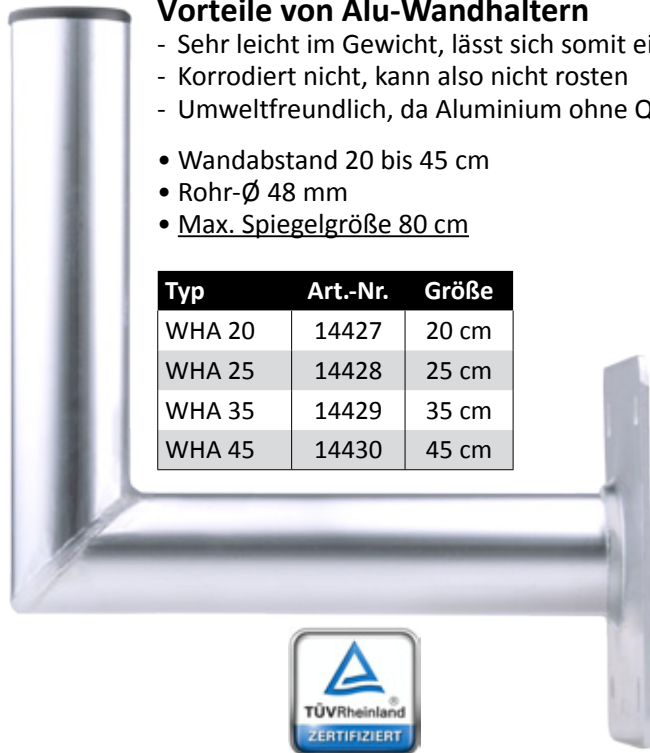 Vorteile von Alu-Wandhaltern
- Sehr leicht im Gewicht, lässt sich somit
- Korrodiert nicht, kann also nicht rosten
- Umweltfreundlich, da Aluminium ohne
• Wandabstand 20 bis 45 cm
• Rohr-Ø 48 mm
• Max. Spiegelgröße 80 cm
Typ Art.-Nr. Größe
WHA 20 14427 20 cm
WHA 25 14428 25 cm
WHA 35 14429 35 cm
WHA 45 14430 45 cm
TÜVRheinland®
ZERTIFIZIERT